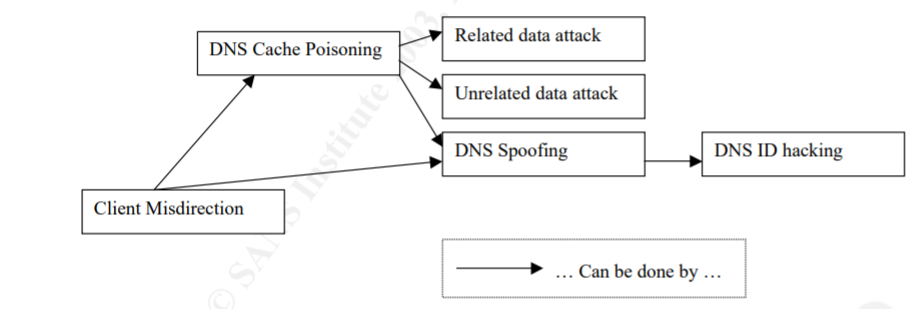 Related data attack
DNS Cache Poisoning
Unrelated data attack
DNS Spoofing
DNS ID hacking
Client Misdirection
… Can be done by …
© SANS Institute 2003,